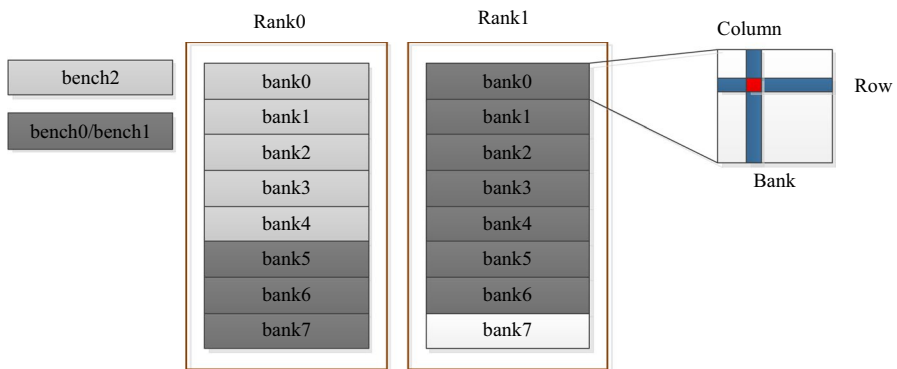 Rank0
Rank1
Column
Row
Bank
bench2
bench0/bench1
bank0
bank1
bank2
bank3
bank4
bank5
bank6
bank7
bank0
bank1
bank2
bank3
bank4
bank5
bank6
bank7